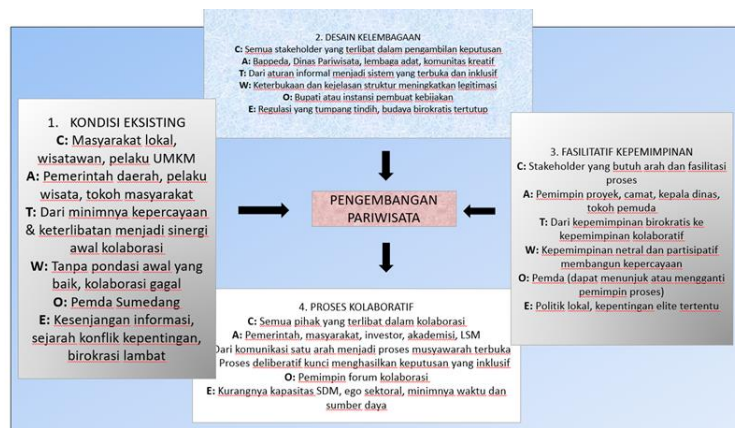 1. KONDISI EKSISTING
C: Masyarakat lokal,
wisatawan, pelaku UMKM
A: Pemerintah daerah, pelaku
wisata, tokoh masyarakat
T: Dari minimnya kepercayaan
& keterlibatan menjadi sinergi
awal kolaborasi
W: Tanpa pondasi awal yang
baik, kolaborasi gagal
O: Pemda Sumedang
E: Kesenjangan informasi,
sejarah konflik kepentingan,
birokrasi lambat
2. DESAIN KELEMBAGAAN
C: Semua stakeholder yang terlibat dalam pengambilan keputusan
A: Bappeda, Dinas Pariwisata, lembaga adat, komunitas kreatif
T: Dari aturan informal menjadi sistem yang terbuka dan inklusif
W: Keterbukaan dan kejelasan struktur meningkatkan legitimasi
O: Bupati atau instansi pembuat kebijakan
E: Regulasi yang tumpang tindih, budaya birokratis tertutup
3. FASILITATIF KEPEMIMPINAN
C: Stakeholder yang butuh arah dan fasilitasi
proses
A: Pemimpin proyek, camat, kepala dinas,
tokoh pemuda
T: Dari kepemimpinan birokratis ke
kepemimpinan kolaboratif
W: Kepemimpinan netral dan partisipatif
membangun kepercayaan
O: Pemda (dapat menunjuk atau mengganti
pemimpin proses)
E: Politik lokal, kepentingan elite tertentu
PENGEMBANGAN
PARIWISATA
4. PROSES KOLABORATIF
C: Semua pihak yang terlibat dalam kolaborasi
A: Pemerintah, masyarakat, investor, akademisi, LSM
Dari komunikasi satu arah menjadi proses musyawarah terbuka
Proses deliberatif kunci menghasilkan keputusan yang inklusif
O: Pemimpin forum kolaborasi
E: Kurangnya kapasitas SDM, ego sektoral, minimnya waktu dan
sumber daya